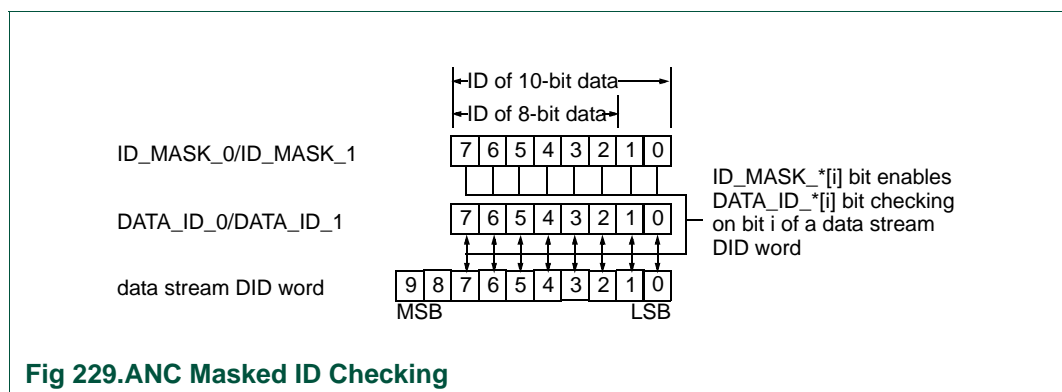 ID of 10-bit data
ID of 8-bit data
ID_MASK_0/ID_MASK_1
7 6 5 4 3 2 1 0
ID_MASK_*[i] bit enables
DATA_ID_*[i] bit checking
on bit i of a data stream
DID word
DATA_ID_0/DATA_ID_1
7 6 5 4 3 2 1 0
data stream DID word
9 8 7 6 5 4 3 2 1 0
MSB LSB
Fig 229.ANC Masked ID Checking